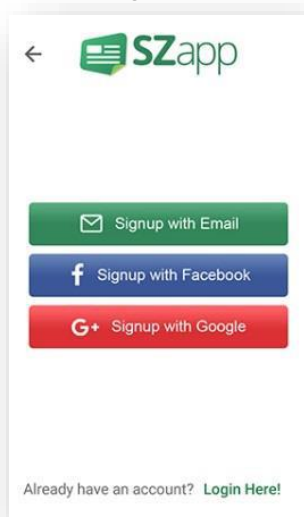 SZapp
Signup with Email
f Signup with Facebook
G+ Signup with Google
Already have an account? Login Here!